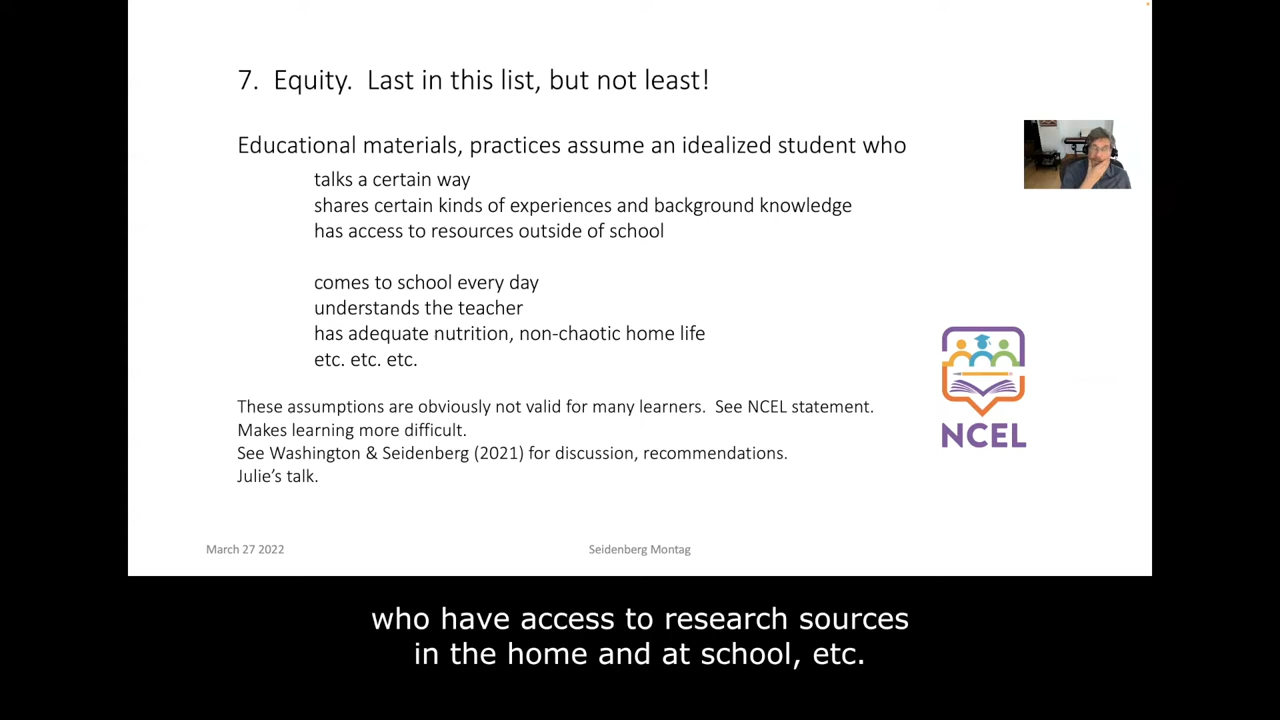 7. Equity. Last in this list, but not least!
Educational materials, practices assume an idealized student who
talks a certain way
shares certain kinds of experiences and background knowledge
has access to resources outside of school
comes to school every day
understands the teacher
has adequate nutrition, non-chaotic home life
etc. etc. etc.
These assumptions are obviously not valid for many learners. See NCEL statement.
Makes learning more difficult.
See Washington & Seidenberg (2021) for discussion, recommendations.
Julie's talk.
NCEL
March 27 2022
Seidenberg Montag
who have access to research sources
in the home and at school, etc.